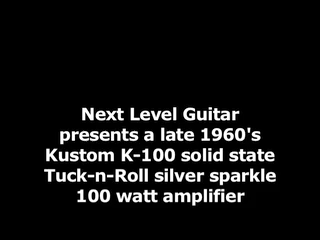 Next Level Guitar
presents a late 1960's
Kustom K-100 solid state
Tuck-n-Roll silver sparkle
100 watt amplifier